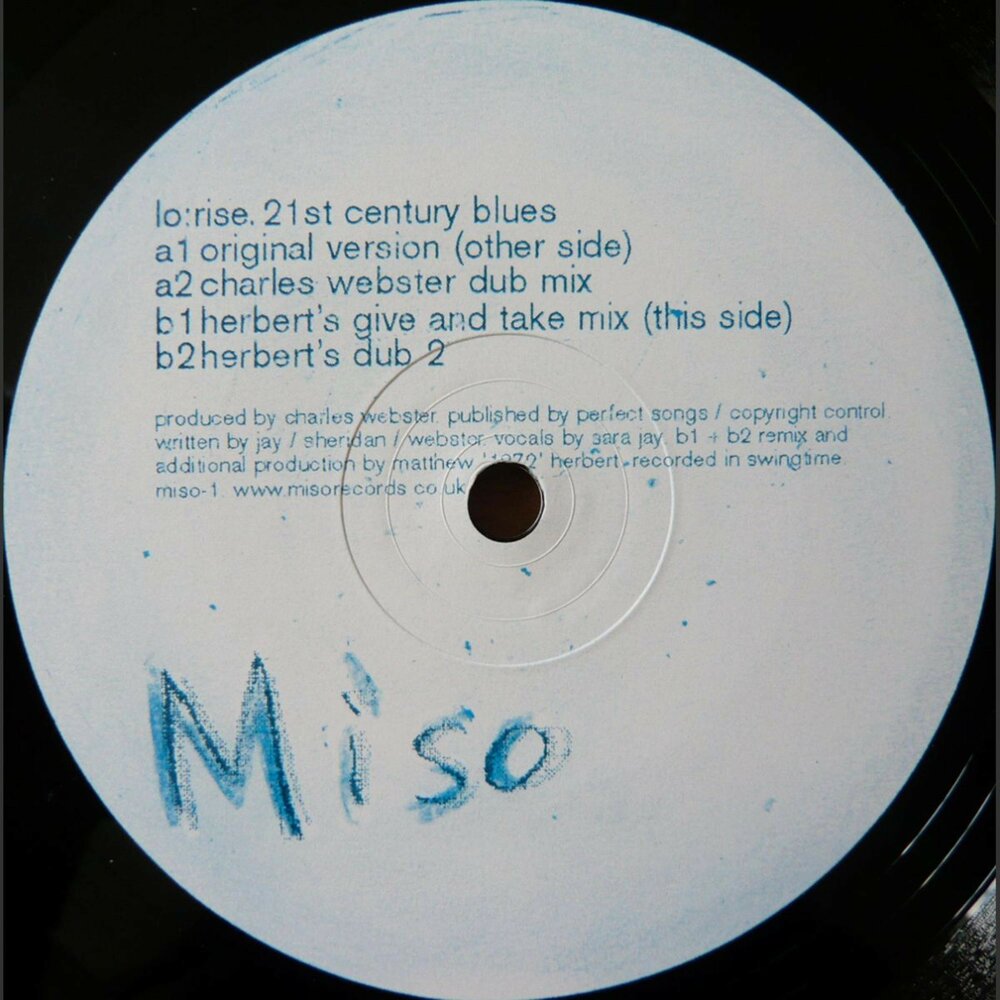 lo:rise. 21st century blues
a1 original version (other side)
a2 charles webster dub mix
b1 herbert's give and take mix (this side)
b2 herbert's dub 2
produced by charles webster. published by perfect songs / copyright control.
written by jay / sheridan / webster vocals by sara jay. b1 + b2 remix and
additional production by matthew '1972' herbert. recorded in swingtime.
miso-1. www.misorecords.co.uk
Miso